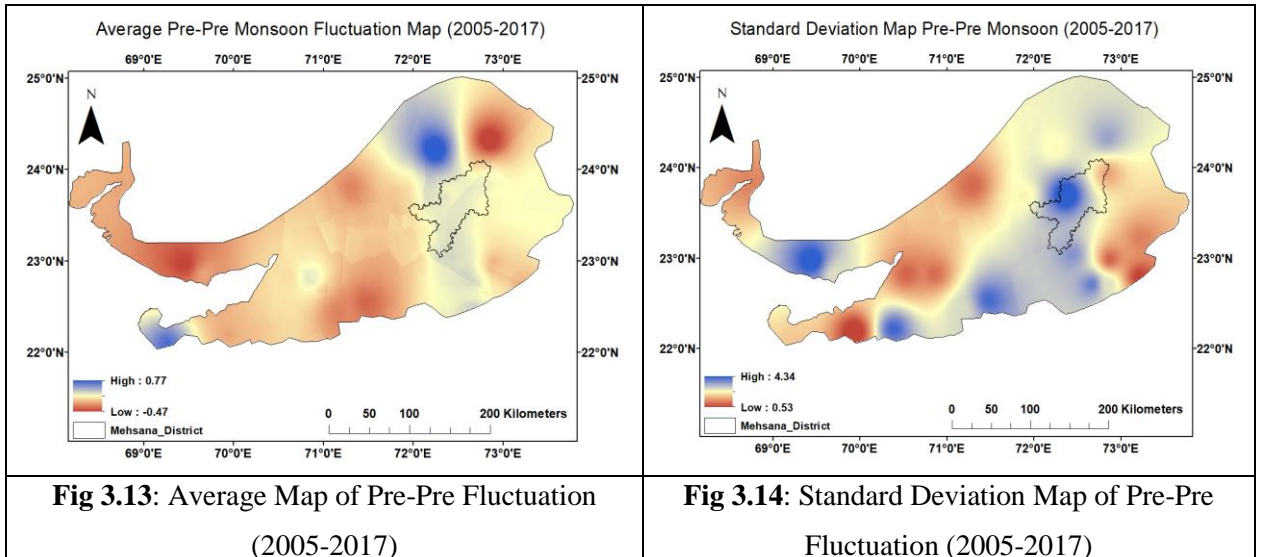 Average Pre-Pre Monsoon Fluctuation Map (2005-2017)
69°0'E 70°0'E 71°0'E 72°0'E 73°0'E
25°0'N 25°0'N
N
24°0'N 24°0'N
23°0'N 23°0'N
22°0'N 22°0'N
High : 0.77
Low : -0.47
Mehsana_District
0 50 100 200 Kilometers
69°0'E 70°0'E 71°0'E 72°0'E 73°0'E
Fig 3.13: Average Map of Pre-Pre Fluctuation
(2005-2017)
Standard Deviation Map Pre-Pre Monsoon (2005-2017)
69°0'E 70°0'E 71°0'E 72°0'E 73°0'E
25°0'N 25°0'N
N
24°0'N 24°0'N
23°0'N 23°0'N
22°0'N 22°0'N
High : 4.34
Low : 0.53
Mehsana_District
0 50 100 200 Kilometers
69°0'E 70°0'E 71°0'E 72°0'E 73°0'E
Fig 3.14: Standard Deviation Map of Pre-Pre
Fluctuation (2005-2017)